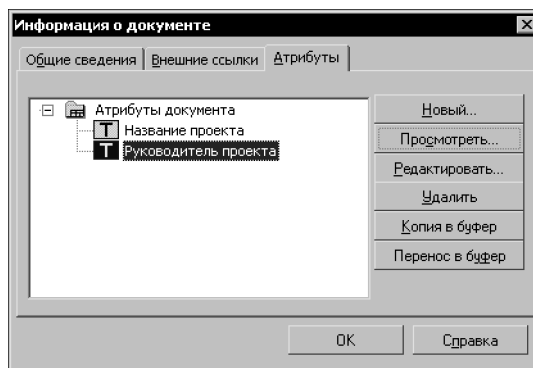 Информация о документе
Общие сведения Внешние ссылки Атрибуты
Атрибуты документа
Название проекта
Руководитель проекта
Новый...
Просмотреть...
Редактировать...
Удалить
Копия в буфер
Перенос в буфер
OK Справка